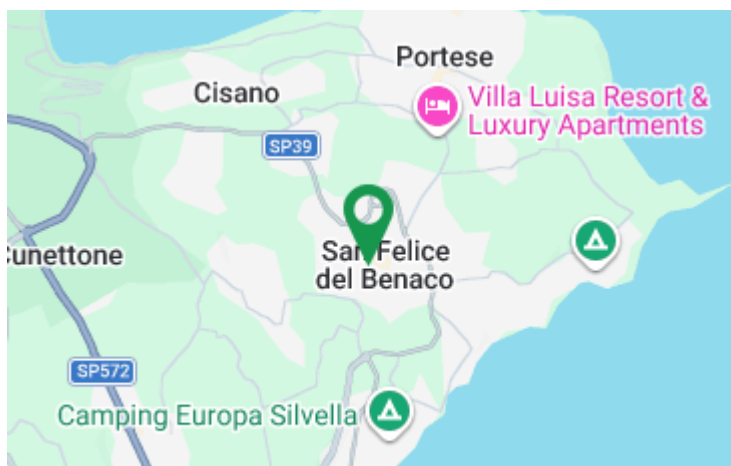 Portese
Cisano
Villa Luisa Resort &
Luxury Apartments
SP39
San Felice
del Benaco
Cunettone
SP572
Camping Europa Silvella